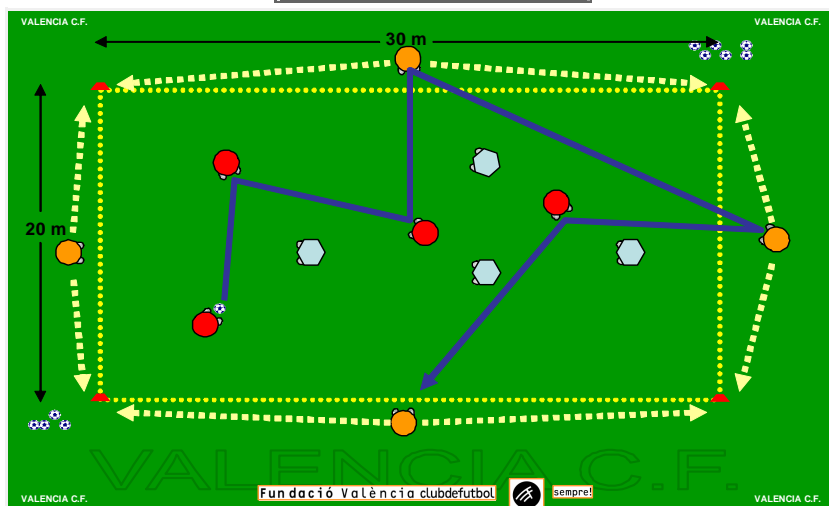 VALENCIA C.F.
VALENCIA C.F.
30 m
20 m
VALENCIA C.F.
Fundació València clubdefutbol
sempre!
VALENCIA C.F.
VALENCIA C.F.